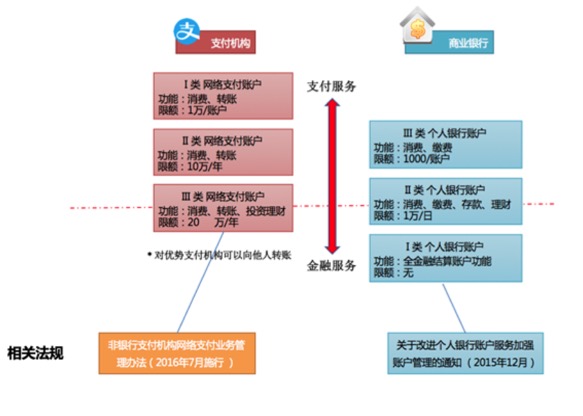 支付机构
商业银行
Ⅰ类 网络支付账户
功能：消费、转账
限额：1万/账户
支付服务
Ⅱ类 网络支付账户
功能：消费、转账
限额：10万/年
Ⅲ类 个人银行账户
功能：消费、缴费
限额：1000/账户
Ⅲ类 网络支付账户
功能：消费、转账、投资理财
限额：20 万/年
Ⅱ类 个人银行账户
功能：消费、缴费、存款、理财
限额：1万/日
* 对优势支付机构可以向他人转账
金融服务
Ⅰ类 个人银行账户
功能：全金融结算账户功能
限额：无
相关法规
非银行支付机构网络支付业务管
理办法（2016年7月施行 ）
关于改进个人银行账户服务加强
账户管理的通知 （2015年12月）
支